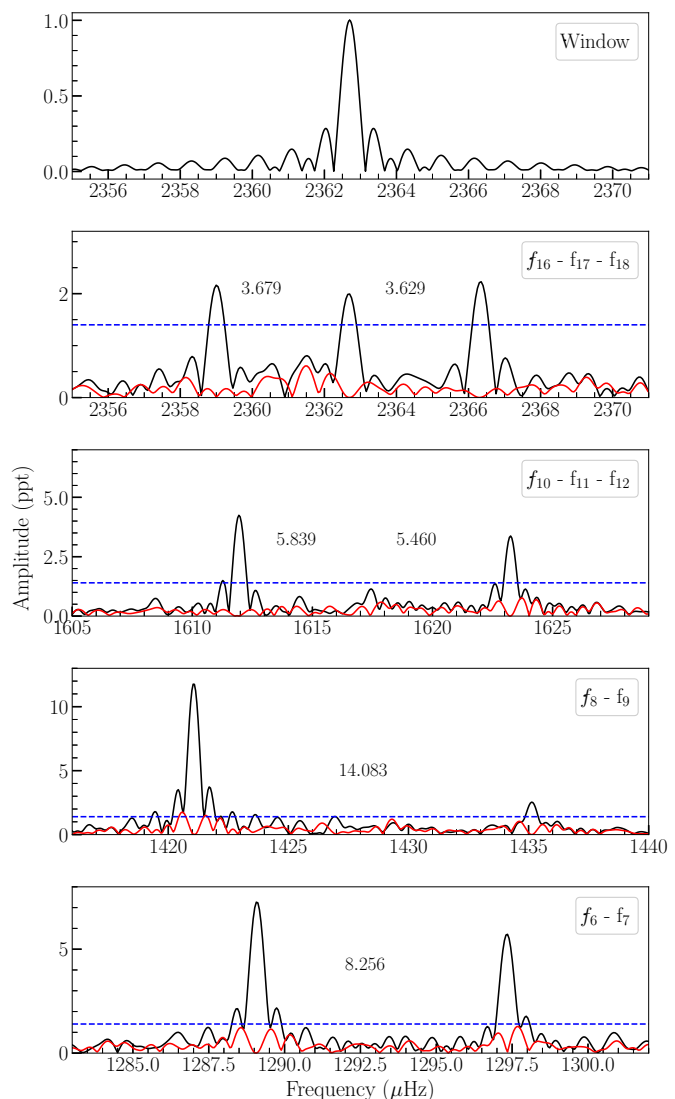 Window
1.0
0.5
0.0
2356 2358 2360 2362 2364 2366 2368 2370
f16 - f17 - f18
3.679 3.629
2
0
2356 2358 2360 2362 2364 2366 2368 2370
f10 - f11 - f12
5.839 5.460
5.0
2.5
0.0
1605 1610 1615 1620 1625
Amplitude (ppt)
f8 - f9
14.083
10
5
0
1420 1425 1430 1435 1440
f6 - f7
8.256
5
0
1285.0 1287.5 1290.0 1292.5 1295.0 1297.5 1300.0
Frequency (μHz)